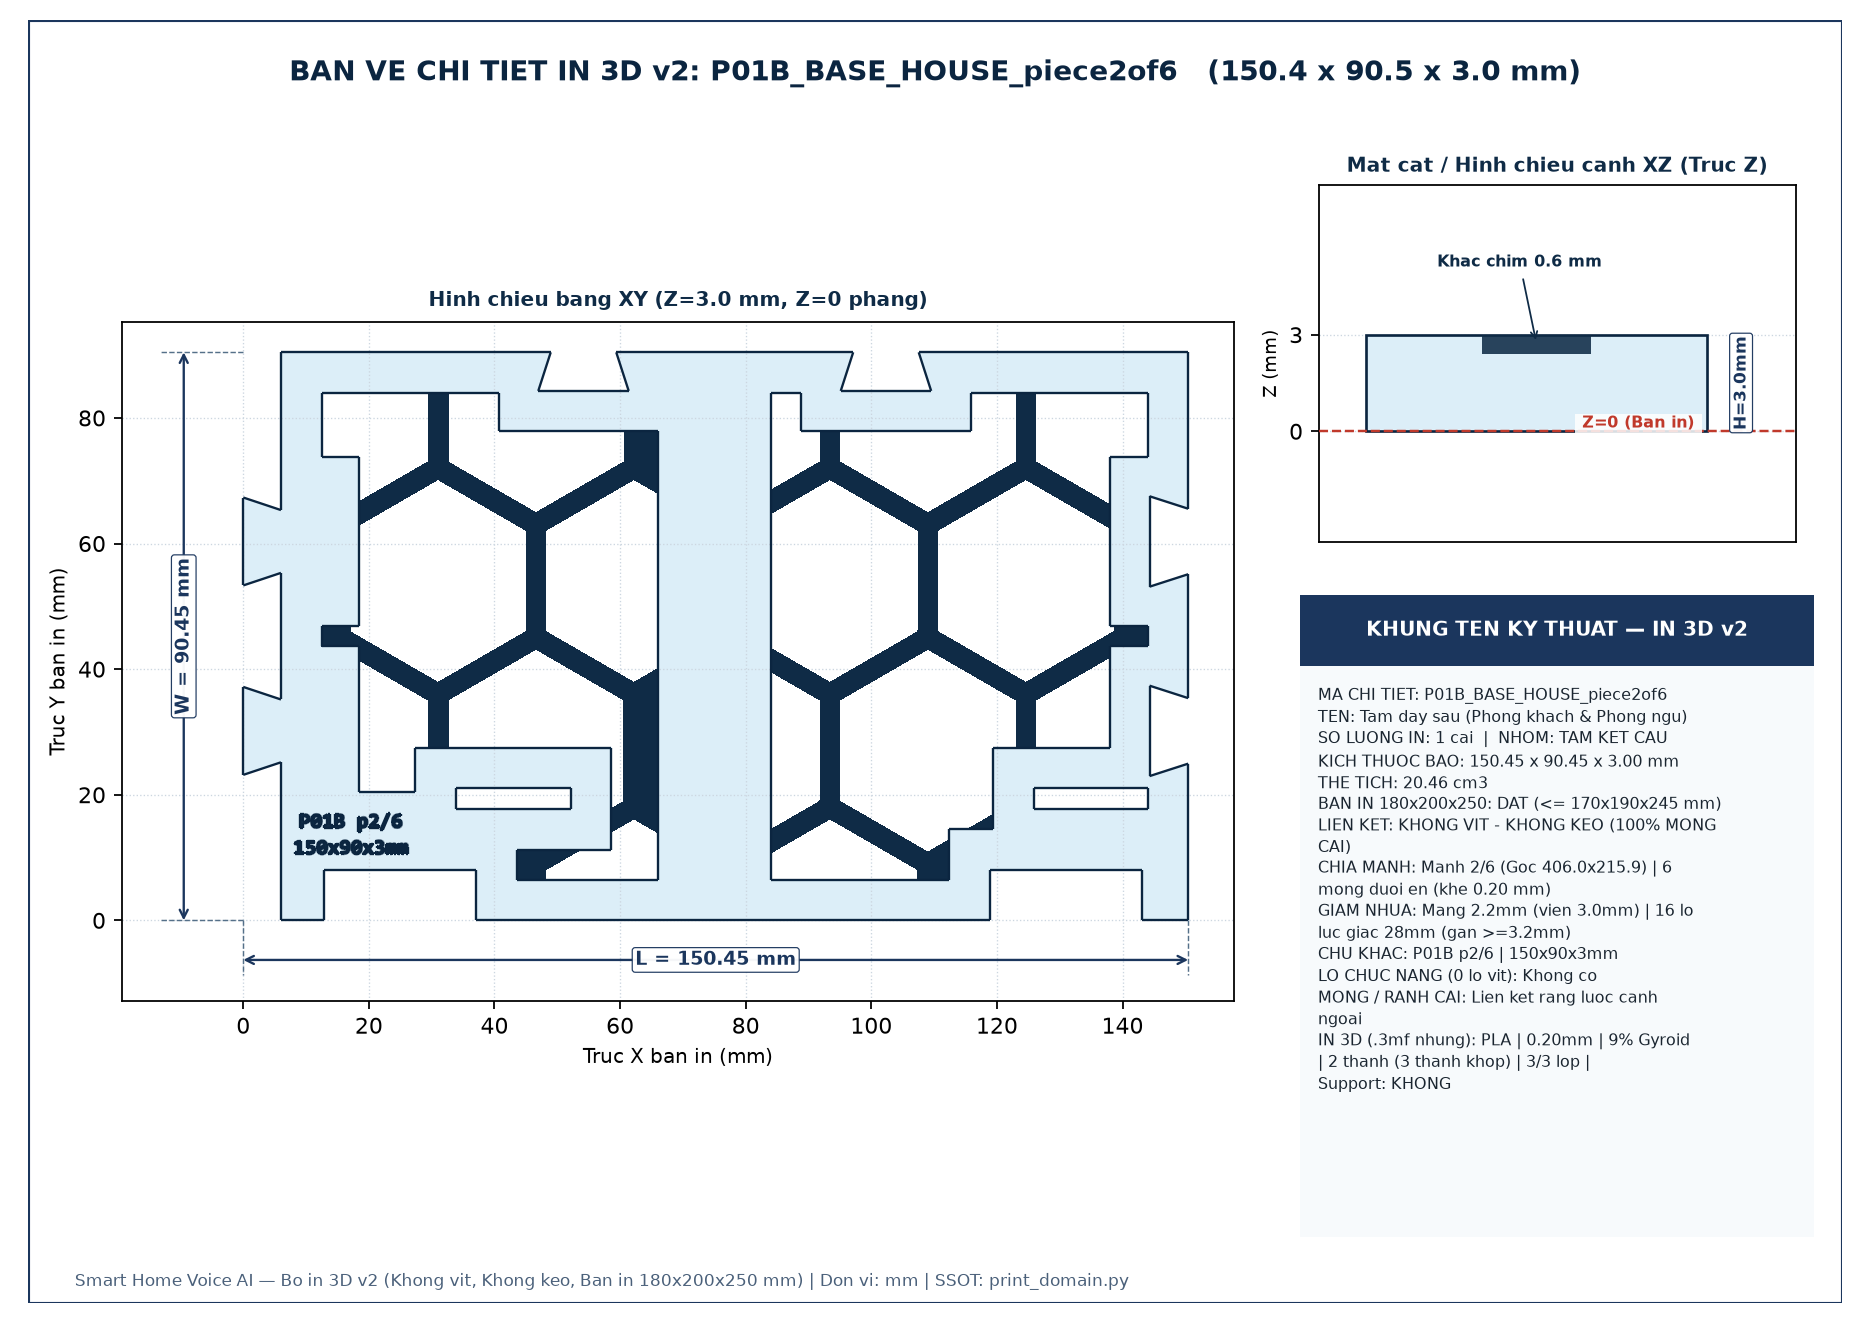 BAN VE CHI TIET IN 3D v2: P01B_BASE_HOUSE_piece2of6 (150.4 x 90.5 x 3.0 mm)
Hinh chieu bang XY (Z=3.0 mm, Z=0 phang)
Truc Y ban in (mm)
80
60
40
20
0
W = 90.45 mm
P01B p2/6
150x90x3mm
L = 150.45 mm
0 20 40 60 80 100 120 140
Truc X ban in (mm)
Mat cat / Hinh chieu canh XZ (Truc Z)
Khac chim 0.6 mm
Z (mm)
3
0
Z=0 (Ban in)
H=3.0mm
KHUNG TEN KY THUAT — IN 3D v2
MA CHI TIET: P01B_BASE_HOUSE_piece2of6
TEN: Tam day sau (Phong khach & Phong ngu)
SO LUONG IN: 1 cai | NHOM: TAM KET CAU
KICH THUOC BAO: 150.45 x 90.45 x 3.00 mm
THE TICH: 20.46 cm3
BAN IN 180x200x250: DAT (<= 170x190x245 mm)
LIEN KET: KHONG VIT - KHONG KEO (100% MONG
CAI)
CHIA MANH: Manh 2/6 (Goc 406.0x215.9) | 6
mong duoi en (khe 0.20 mm)
GIAM NHUA: Mang 2.2mm (vien 3.0mm) | 16 lo
luc giac 28mm (gan >=3.2mm)
CHU KHAC: P01B p2/6 | 150x90x3mm
LO CHUC NANG (0 lo vit): Khong co
MONG / RANH CAI: Lien ket rang luoc canh
ngoai
IN 3D (.3mf nhung): PLA | 0.20mm | 9% Gyroid
| 2 thanh (3 thanh khop) | 3/3 lop |
Support: KHONG
Smart Home Voice AI — Bo in 3D v2 (Khong vit, Khong keo, Ban in 180x200x250 mm) | Don vi: mm | SSOT: print_domain.py